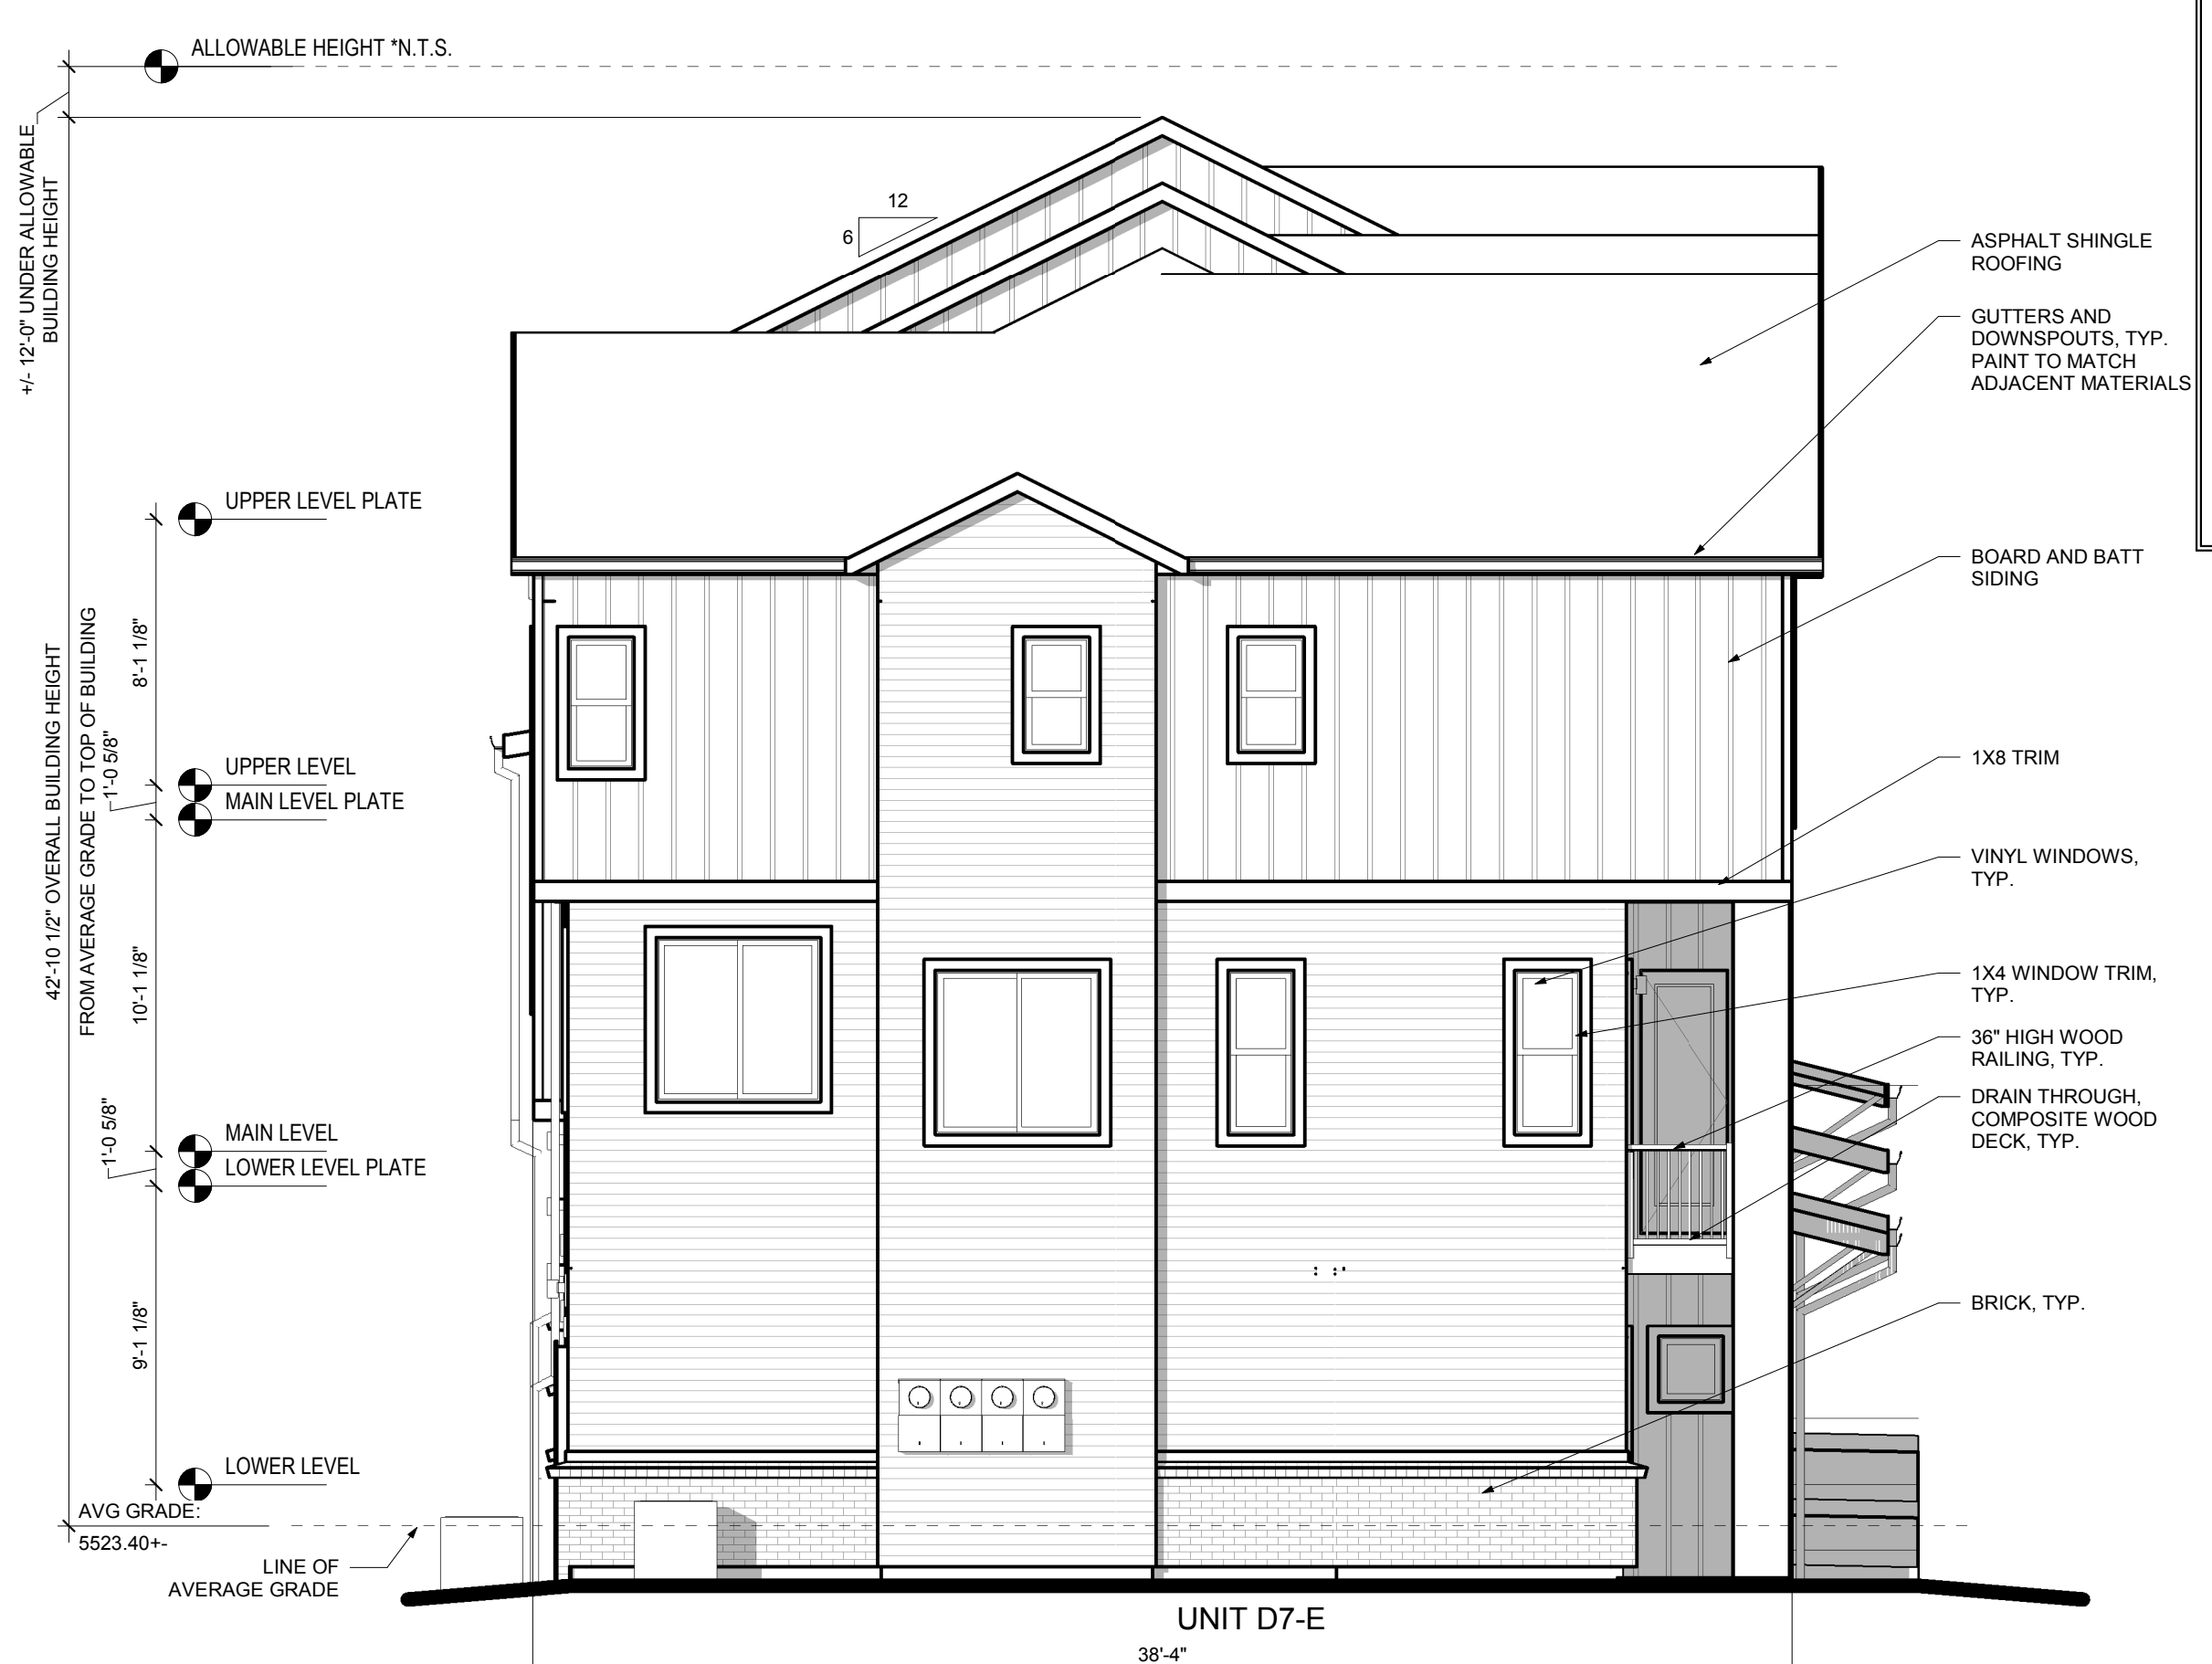 ALLOWABLE HEIGHT *N.T.S.
+/- 12'-0" UNDER ALLOWABLE
BUILDING HEIGHT
12
6
UPPER LEVEL PLATE
8'-1 1/8"
UPPER LEVEL
1'-0 5/8"
MAIN LEVEL PLATE
42'-10 1/2" OVERALL BUILDING HEIGHT
FROM AVERAGE GRADE TO TOP OF BUILDING
10'-1 1/8"
MAIN LEVEL
1'-0 5/8"
LOWER LEVEL PLATE
9'-1 1/8"
LOWER LEVEL
AVG GRADE:
5523.40+-
LINE OF
AVERAGE GRADE
ASPHALT SHINGLE
ROOFING
GUTTERS AND
DOWNSPOUTS, TYP.
PAINT TO MATCH
ADJACENT MATERIALS
BOARD AND BATT
SIDING
1X8 TRIM
VINYL WINDOWS,
TYP.
1X4 WINDOW TRIM,
TYP.
36" HIGH WOOD
RAILING, TYP.
DRAIN THROUGH,
COMPOSITE WOOD
DECK, TYP.
BRICK, TYP.
UNIT D7-E
38'-4"